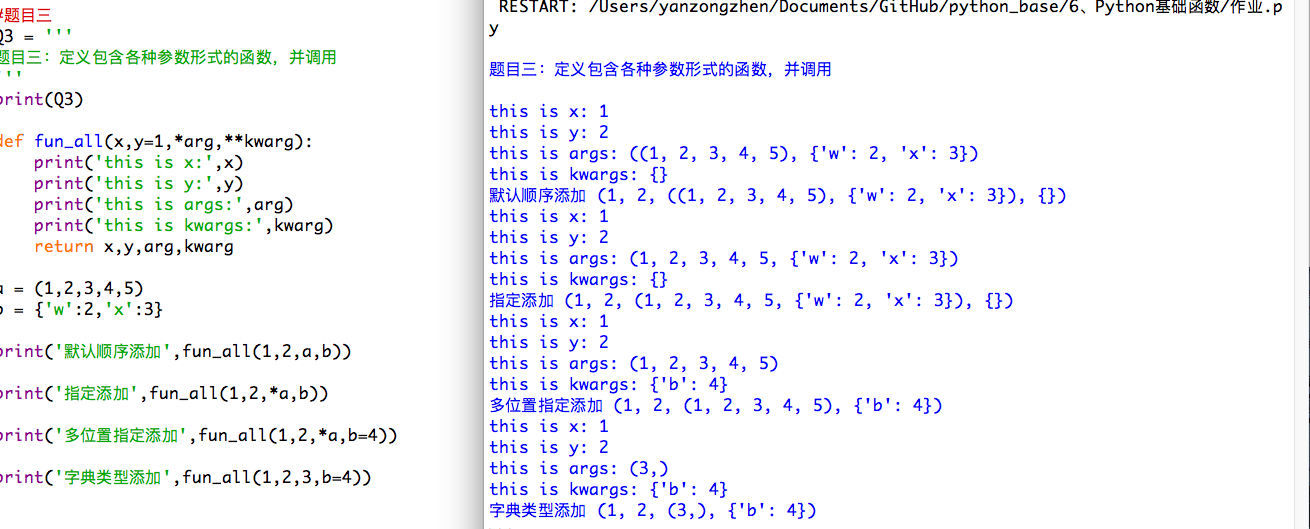 #题目三
Q3 = '''
题目三：定义包含各种参数形式的函数，并调用
'''
print(Q3)
def fun_all(x,y=1,*arg,**kwarg):
print('this is x:',x)
print('this is y:',y)
print('this is args:',arg)
print('this is kwargs:',kwarg)
return x,y,arg,kwarg
a = (1,2,3,4,5)
b = {'w':2,'x':3}
print('默认顺序添加',fun_all(1,2,a,b))
print('指定添加',fun_all(1,2,*a,b))
print('多位置指定添加',fun_all(1,2,*a,b=4))
print('字典类型添加',fun_all(1,2,3,b=4))
RESTART: /Users/yanzongzhen/Documents/GitHub/python_base/6、Python基础函数/作业.p
y
题目三：定义包含各种参数形式的函数，并调用
this is x: 1
this is y: 2
this is args: ((1, 2, 3, 4, 5), {'w': 2, 'x': 3})
this is kwargs: {}
默认顺序添加 (1, 2, ((1, 2, 3, 4, 5), {'w': 2, 'x': 3}), {})
this is x: 1
this is y: 2
this is args: (1, 2, 3, 4, 5, {'w': 2, 'x': 3})
this is kwargs: {}
指定添加 (1, 2, (1, 2, 3, 4, 5, {'w': 2, 'x': 3}), {})
this is x: 1
this is y: 2
this is args: (1, 2, 3, 4, 5)
this is kwargs: {'b': 4}
多位置指定添加 (1, 2, (1, 2, 3, 4, 5), {'b': 4})
this is x: 1
this is y: 2
this is args: (3,)
this is kwargs: {'b': 4}
字典类型添加 (1, 2, (3,), {'b': 4})